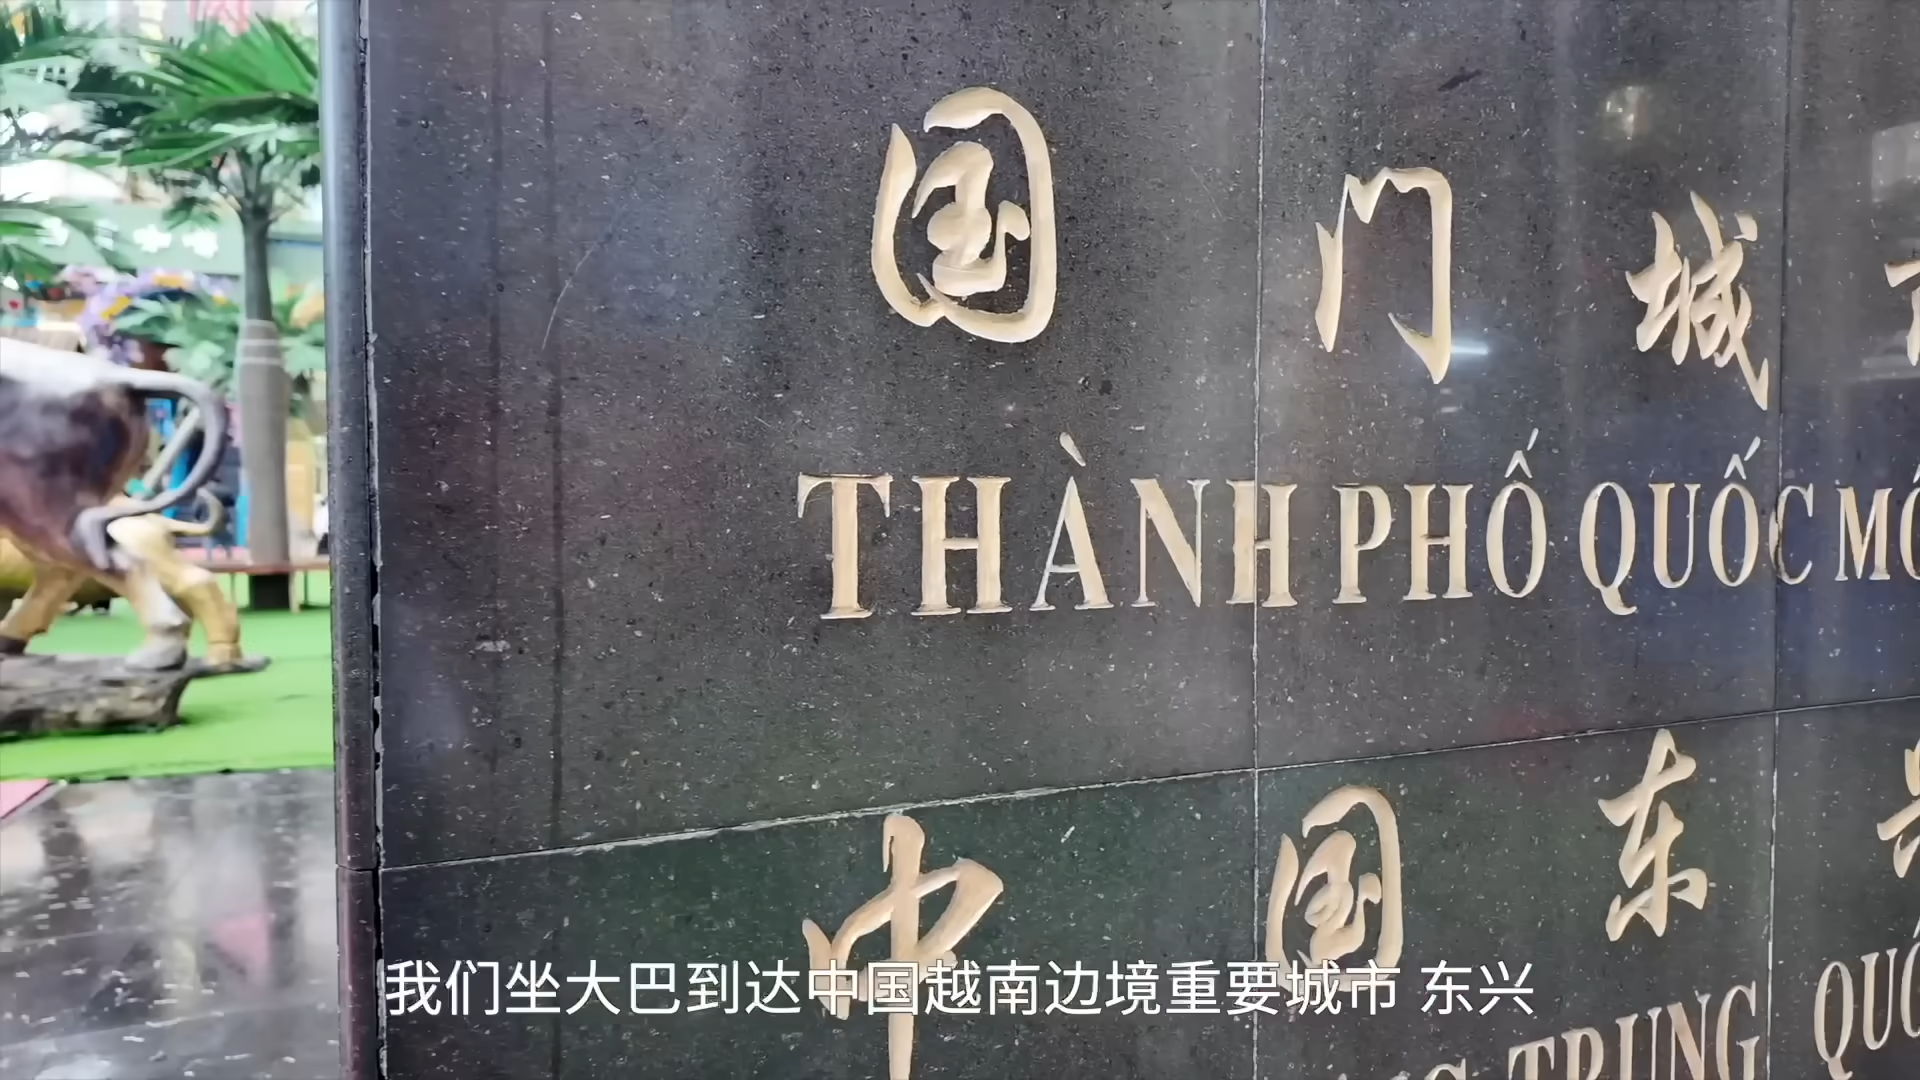 国门城
THÀNH PHỐ QUỐC MÔ
中国东
TRUNG QUỐ
我们坐大巴到达中国越南边境重要城市 东兴